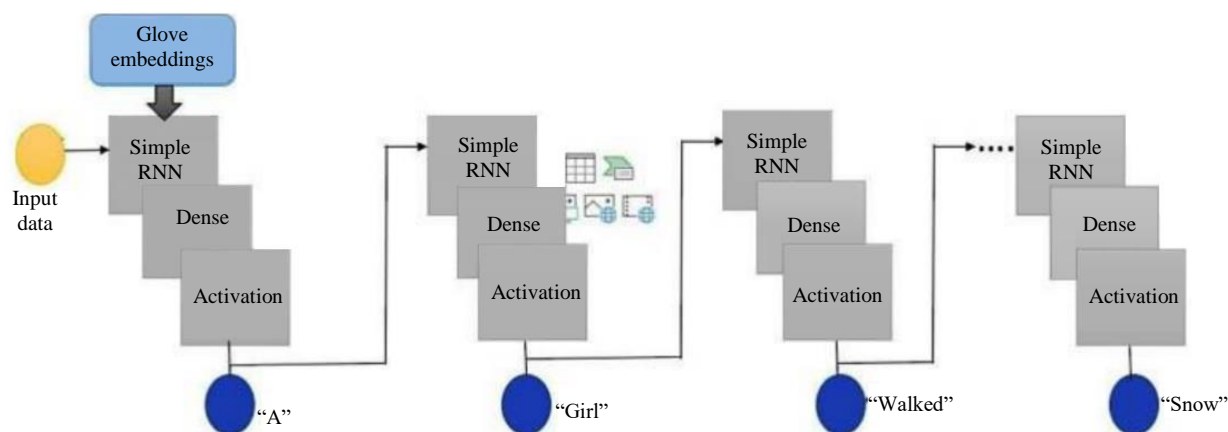 Glove
embeddings
Input
data
Simple
RNN
Dense
Activation
“A”
Simple
RNN
Dense
Activation
“Girl”
Simple
RNN
Dense
Activation
“Walked”
Simple
RNN
Dense
Activation
“Snow”